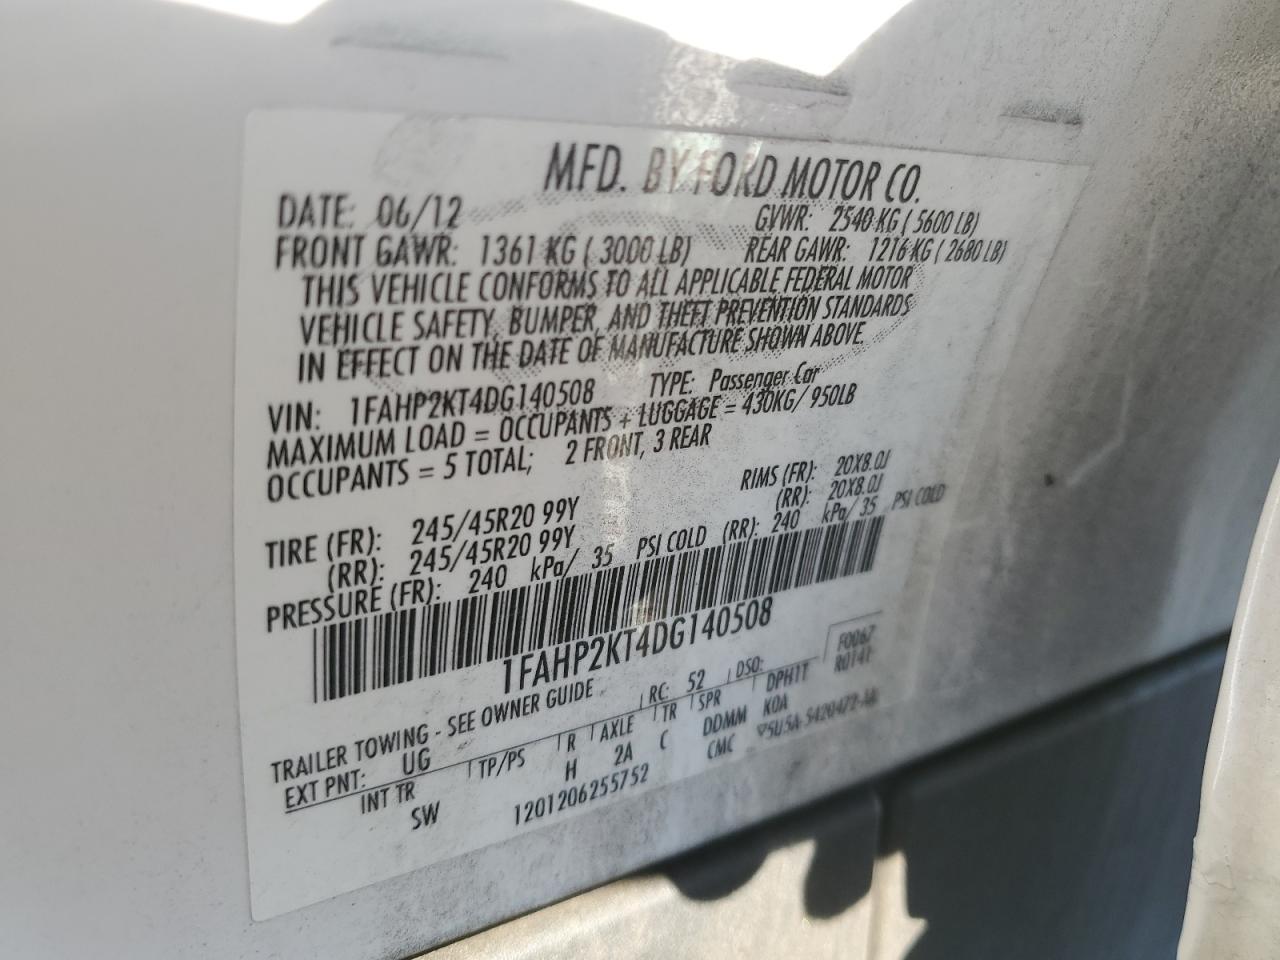 MFD. BY FORD MOTOR CO.
DATE: 06/12 GVWR: 2540 KG ( 5600 LB)
FRONT GAWR: 1361 KG ( 3000 LB) REAR GAWR: 1216 KG ( 2680 LB)
THIS VEHICLE CONFORMS TO ALL APPLICABLE FEDERAL MOTOR
VEHICLE SAFETY, BUMPER, AND THEFT PREVENTION STANDARDS
IN EFFECT ON THE DATE OF MANUFACTURE SHOWN ABOVE.
VIN: 1FAHP2KT4DG140508 TYPE: Passenger Car
MAXIMUM LOAD = OCCUPANTS + LUGGAGE = 430KG/ 950LB
OCCUPANTS = 5 TOTAL; 2 FRONT, 3 REAR
TIRE (FR): 245/45R20 99Y RIMS (FR): 20X8.0J
(RR): 245/45R20 99Y (RR): 20X8.0J
PRESSURE (FR): 240 kPa/ 35 PSI COLD (RR): 240 kPa/ 35 PSI COLD
1FAHP2KT4DG140508
TRAILER TOWING - SEE OWNER GUIDE
EXT PNT: UG RC: 52 DSO: F0067
R0141
INT TR TP/PS R AXLE TR SPR DPH1T
SW H 2A C DDMM KOA
1201206255752 CMC 5U5A-5420472-AA